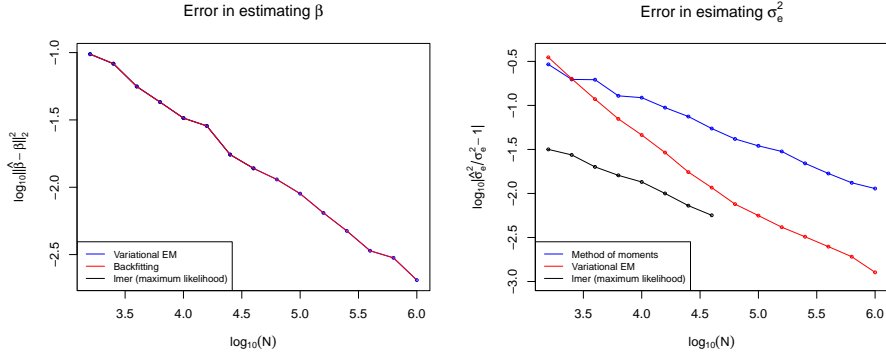 Error in estimating β
log₁₀||β̂ − β||²₂
−1.0
−1.5
−2.0
−2.5
Variational EM
Backfitting
lmer (maximum likelihood)
3.5 4.0 4.5 5.0 5.5 6.0
log₁₀(N)
Error in esimating σ²ₑ
log₁₀|σ̂²ₑ/σ²ₑ − 1|
−0.5
−1.0
−1.5
−2.0
−2.5
−3.0
Method of moments
Variational EM
lmer (maximum likelihood)
3.5 4.0 4.5 5.0 5.5 6.0
log₁₀(N)